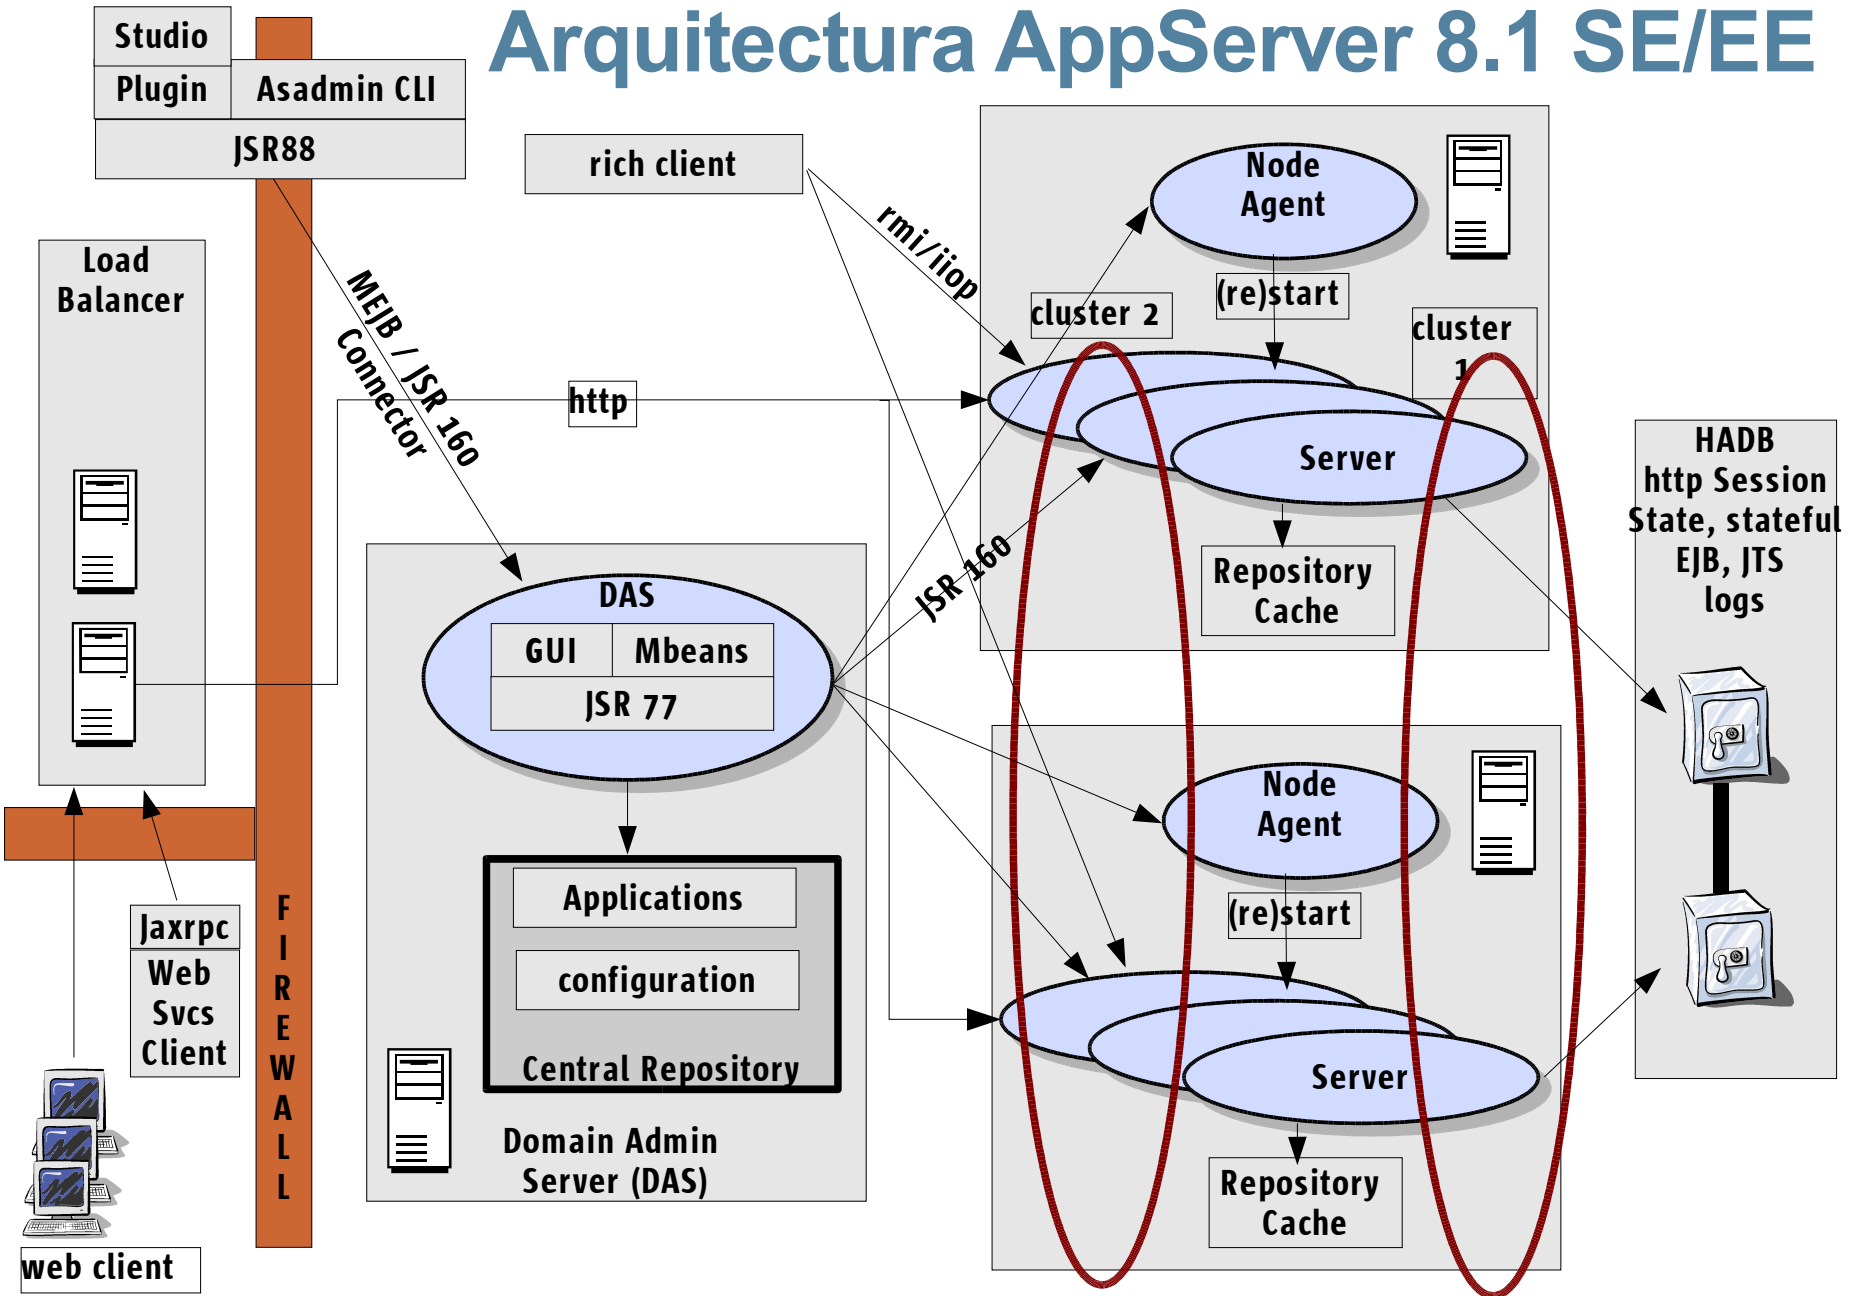 Arquitectura AppServer 8.1 SE/EE
Studio
Plugin
Asadmin CLI
JSR88
rich client
Load
Balancer
MEJB / JSR 160
Connector
rmi/iiop
http
JSR 160
Node
Agent
(re)start
cluster 2
cluster
1
Server
Repository
Cache
HADB
http Session
State, stateful
EJB, JTS
logs
DAS
GUI
Mbeans
JSR 77
Applications
configuration
Central Repository
Domain Admin
Server (DAS)
Node
Agent
(re)start
Server
Repository
Cache
Jaxrpc
Web
Svcs
Client
F
I
R
E
W
A
L
L
web client